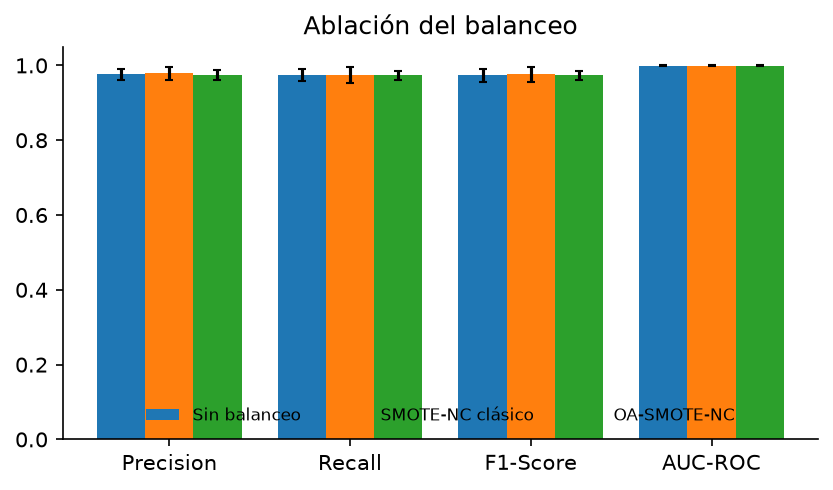 Ablación del balanceo
1.0
0.8
0.6
0.4
0.2
0.0
Sin balanceo SMOTE-NC clásico OA-SMOTE-NC
Precision Recall F1-Score AUC-ROC